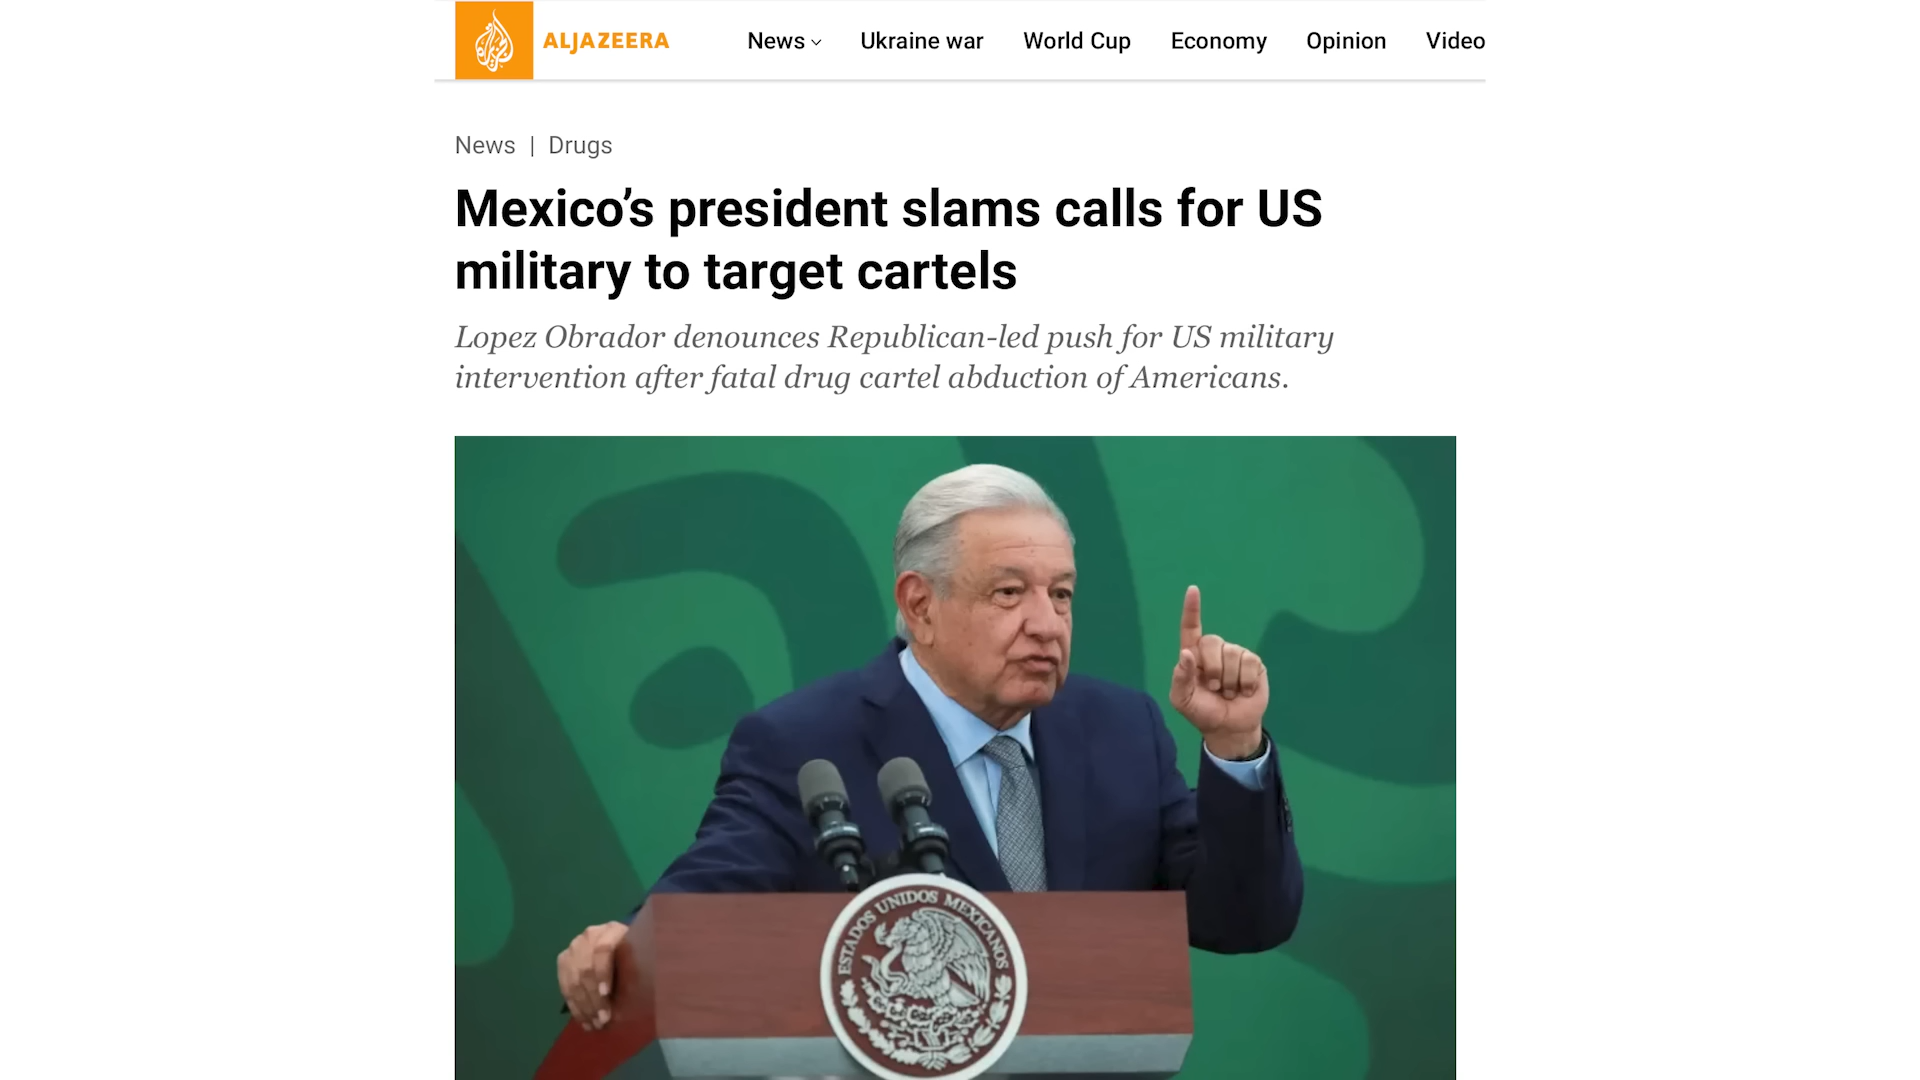 ALJAZEERA
News
Ukraine war
World Cup
Economy
Opinion
Video
News | Drugs
Mexico’s president slams calls for US
military to target cartels
Lopez Obrador denounces Republican-led push for US military
intervention after fatal drug cartel abduction of Americans.
ESTADOS UNIDOS MEXICANOS